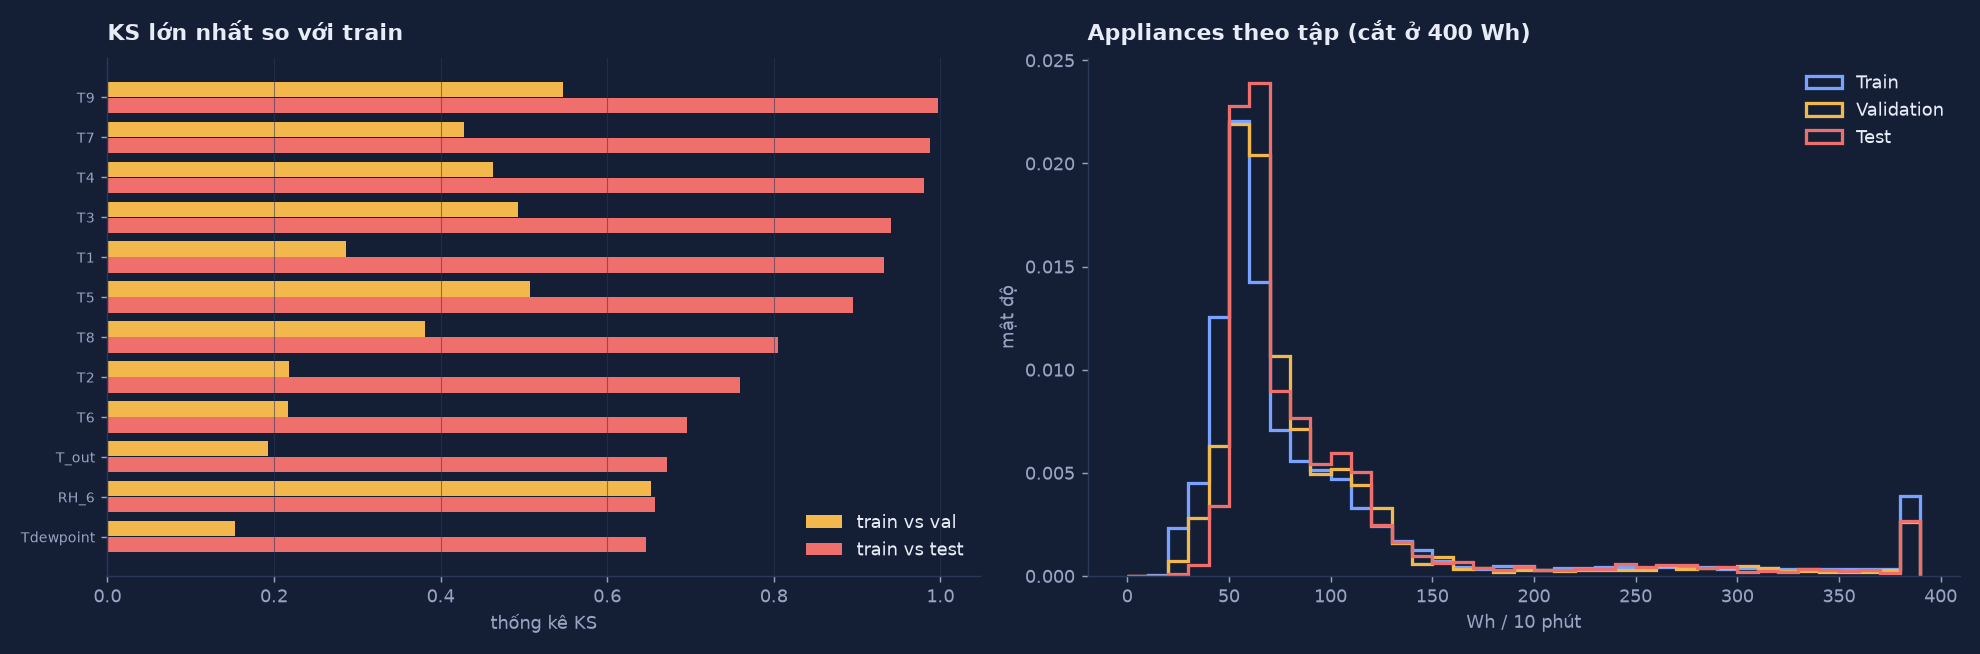 KS lớn nhất so với train
T9
T7
T4
T3
T1
T5
T8
T2
T6
T_out
RH_6
Tdewpoint
train vs val
train vs test
0.0 0.2 0.4 0.6 0.8 1.0
thống kê KS
Appliances theo tập (cắt ở 400 Wh)
0.025
0.020
0.015
0.010
0.005
0.000
mật độ
Train
Validation
Test
0 50 100 150 200 250 300 350 400
Wh / 10 phút